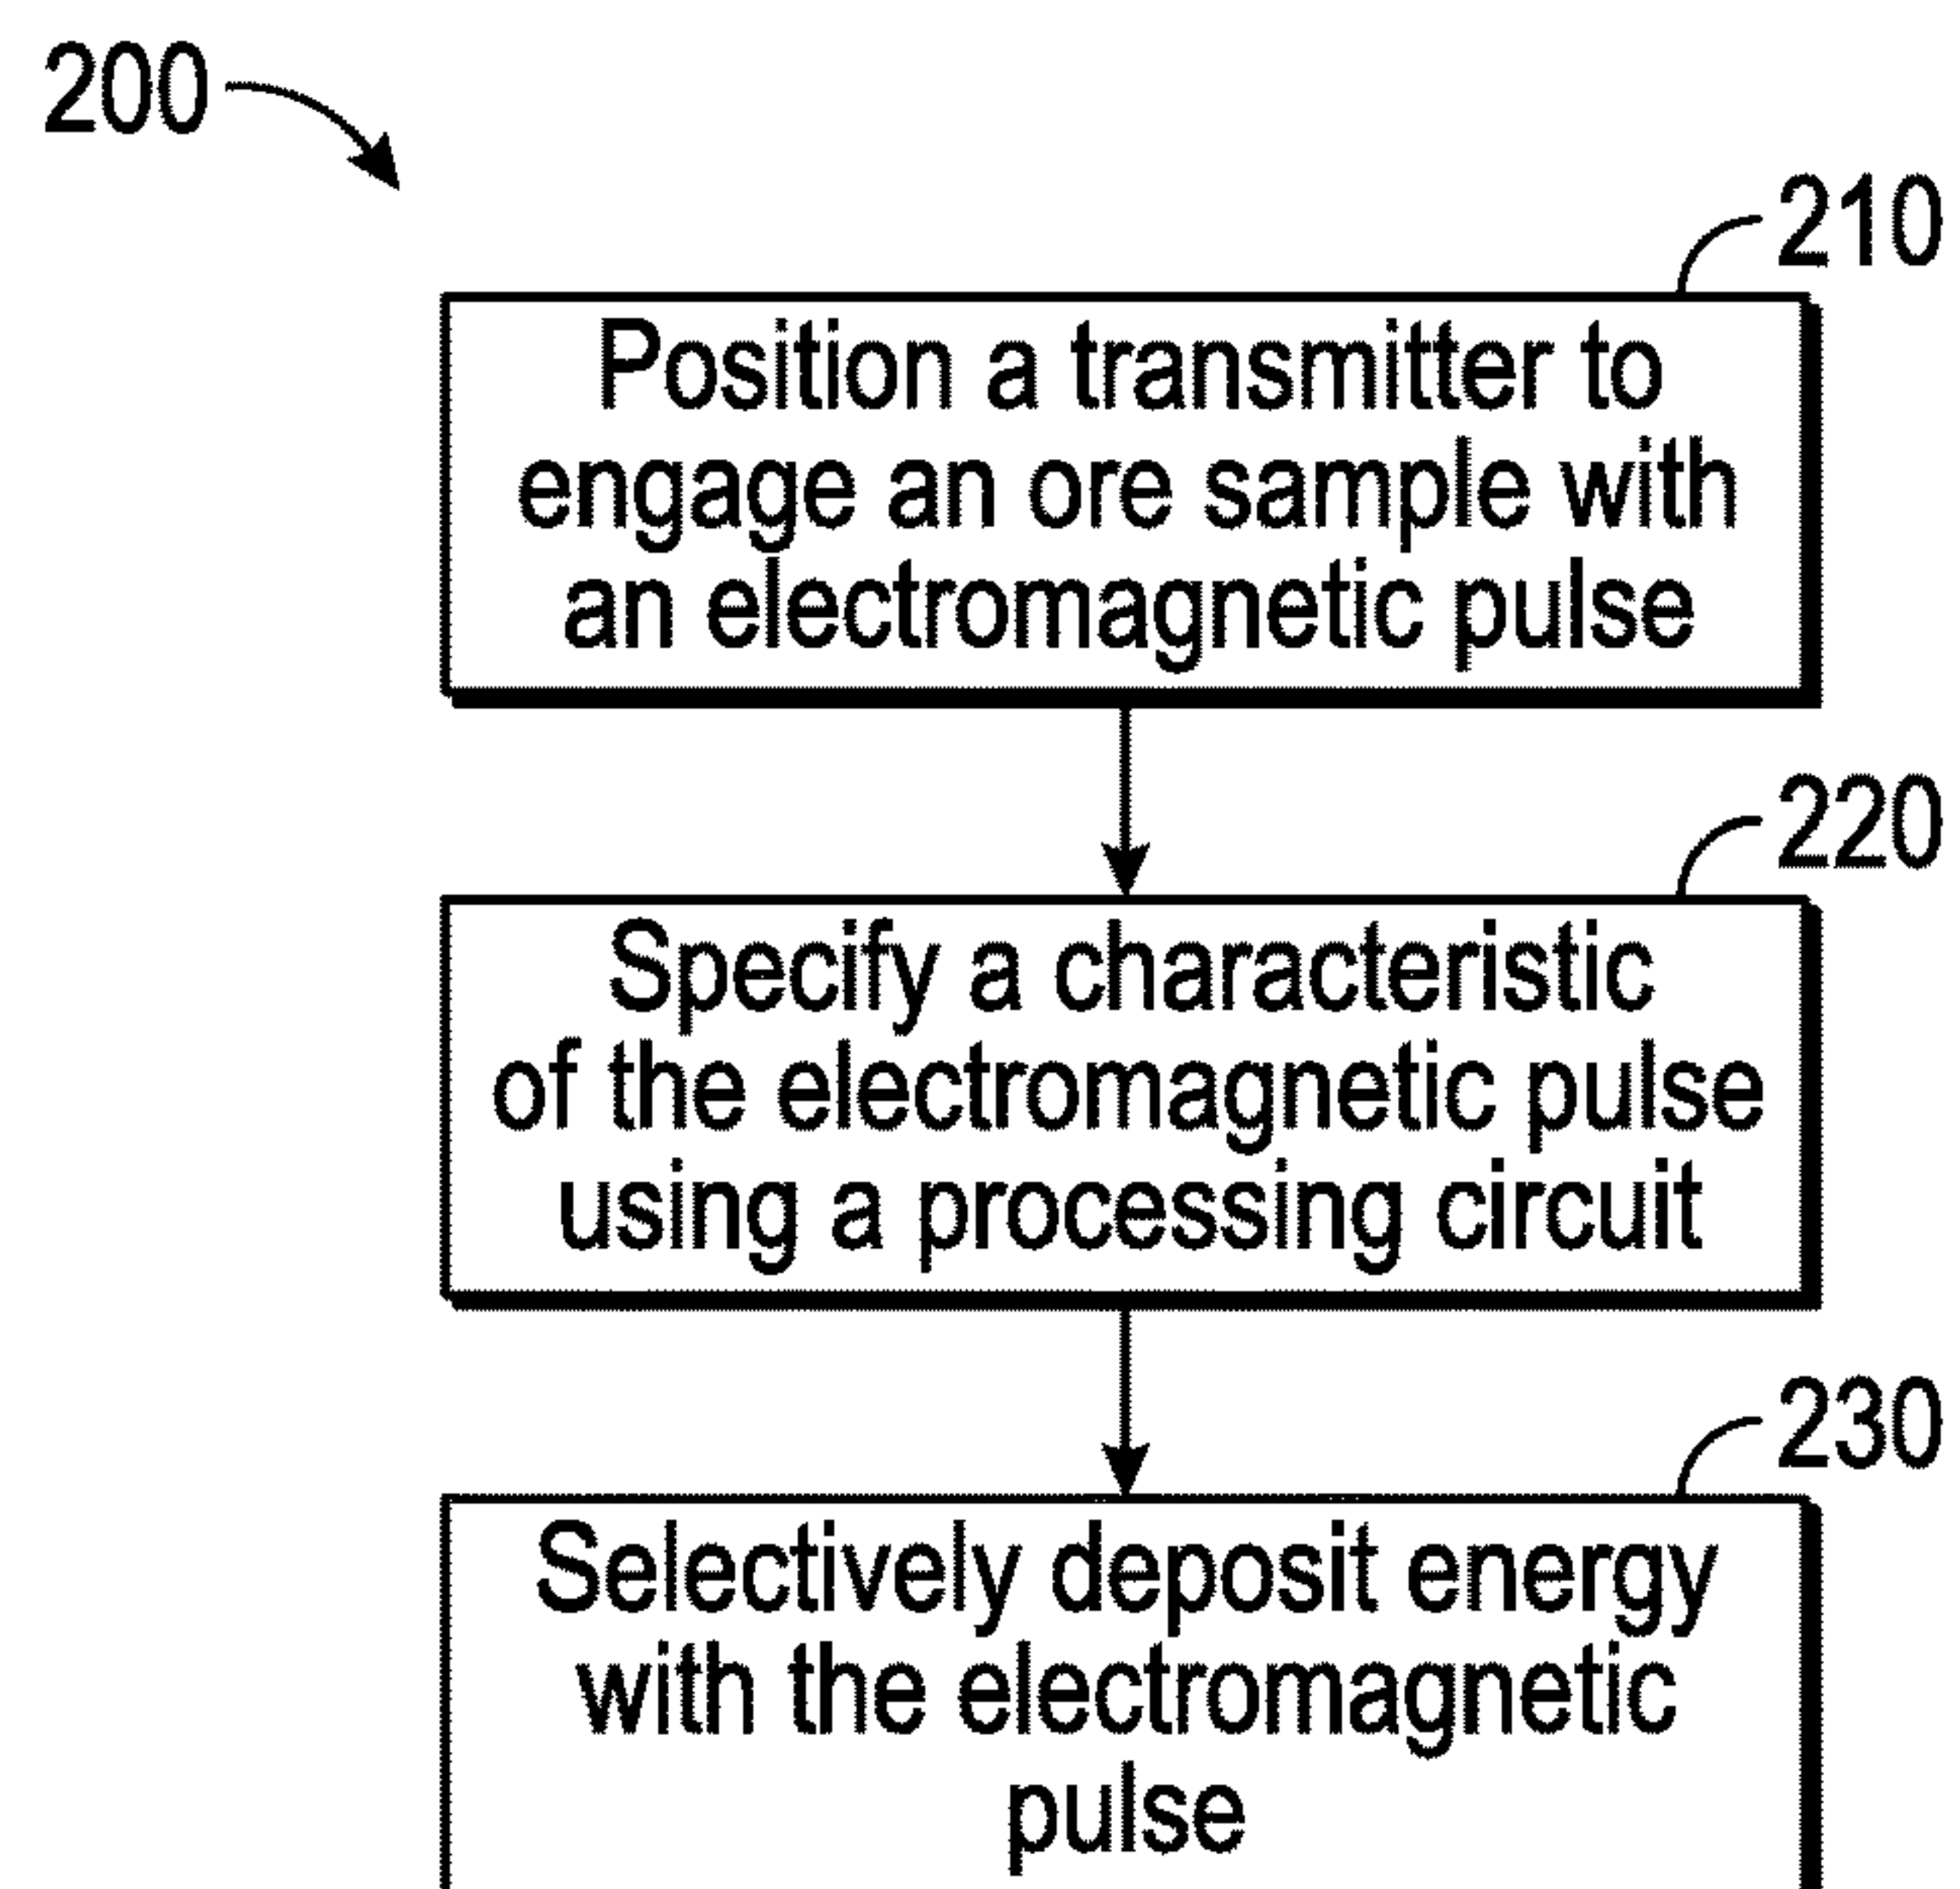 200
210
Position a transmitter to
engage an ore sample with
an electromagnetic pulse
220
Specify a characteristic
of the electromagnetic pulse
using a processing circuit
230
Selectively deposit energy
with the electromagnetic
pulse